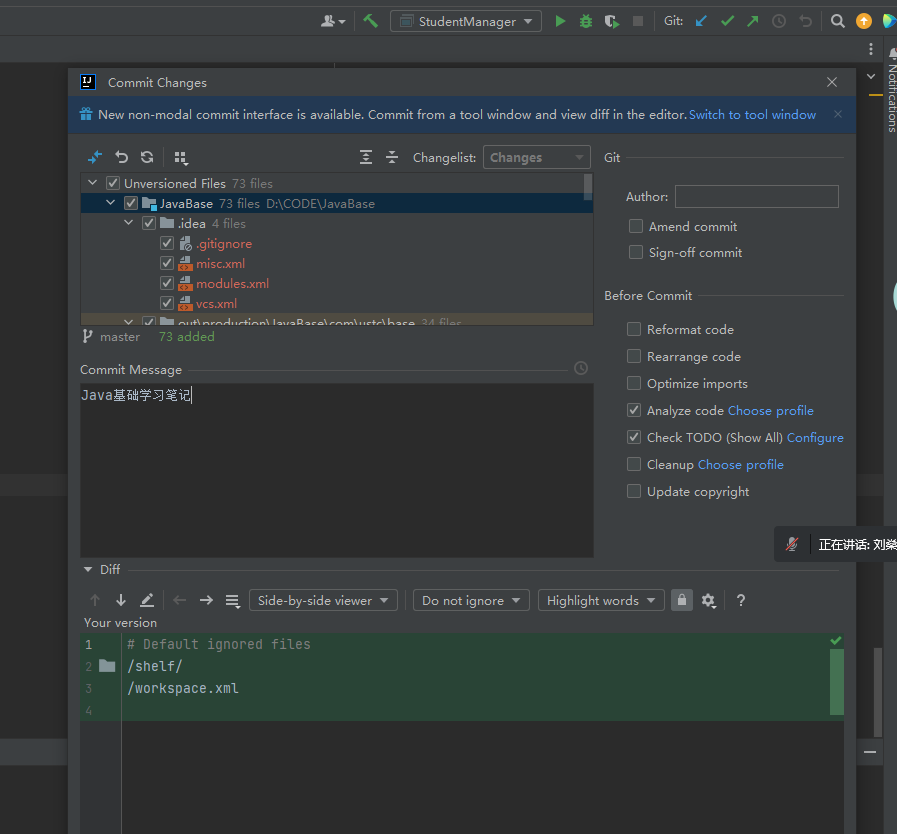 StudentManager
Git:
Notifications
Commit Changes
New non-modal commit interface is available. Commit from a tool window and view diff in the editor. Switch to tool window
Changelist: Changes
Git
Unversioned Files 73 files
JavaBase 73 files D:\CODE\JavaBase
.idea 4 files
.gitignore
misc.xml
modules.xml
vcs.xml
out\production\JavaBase\com\ustc\base 34 files
master 73 added
Author:
Amend commit
Sign-off commit
Before Commit
Reformat code
Rearrange code
Optimize imports
Analyze code Choose profile
Check TODO (Show All) Configure
Cleanup Choose profile
Update copyright
Commit Message
Java基础学习笔记
正在讲话: 刘燊
Diff
Side-by-side viewer
Do not ignore
Highlight words
?
Your version
1 # Default ignored files
2 /shelf/
3 /workspace.xml
4